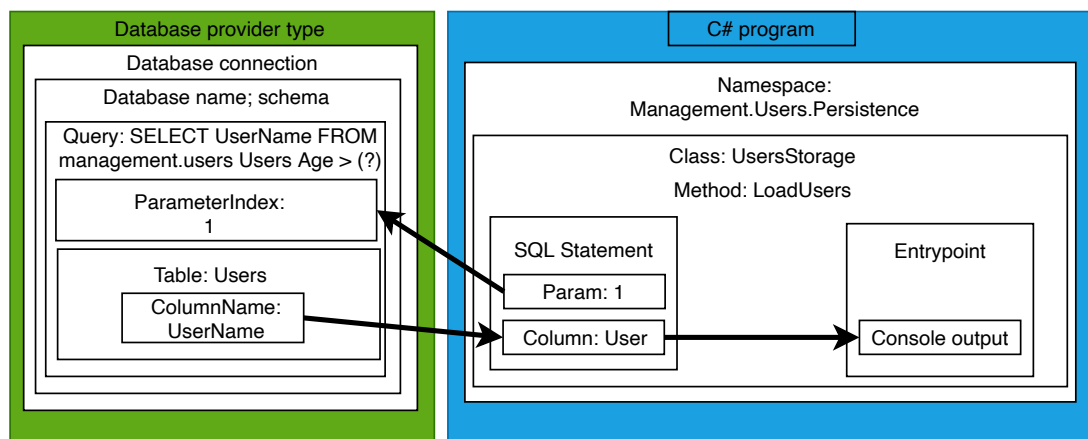 Database provider type
Database connection
Database name; schema
Query: SELECT UserName FROM
management.users Users Age > (?)
ParameterIndex:
1
Table: Users
ColumnName:
UserName
C# program
Namespace:
Management.Users.Persistence
Class: UsersStorage
Method: LoadUsers
SQL Statement
Param: 1
Column: User
Entrypoint
Console output